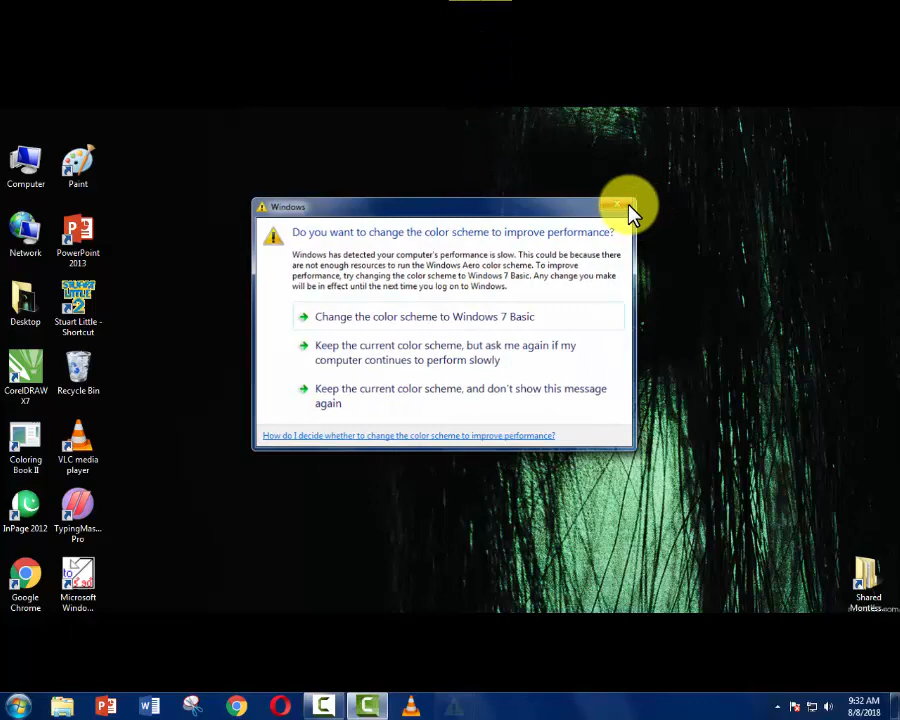 Windows
Do you want to change the color scheme to improve performance?
Windows has detected your computer's performance is slow. This could be because there
are not enough resources to run the Windows Aero color scheme. To improve
performance, try changing the color scheme to Windows 7 Basic. Any change you make
will be in effect until the next time you log on to Windows.
Change the color scheme to Windows 7 Basic
Keep the current color scheme, but ask me again if my
computer continues to perform slowly
Keep the current color scheme, and don't show this message
again
How do I decide whether to change the color scheme to improve performance?
Computer
Paint
Network
PowerPoint
2013
Desktop
Stuart Little -
Shortcut
CorelDRAW
X7
Recycle Bin
Coloring
Book II
VLC media
player
InPage 2012
TypingMas...
Pro
Google
Chrome
Microsoft
Windo...
Shared
9:32 AM
8/8/2018